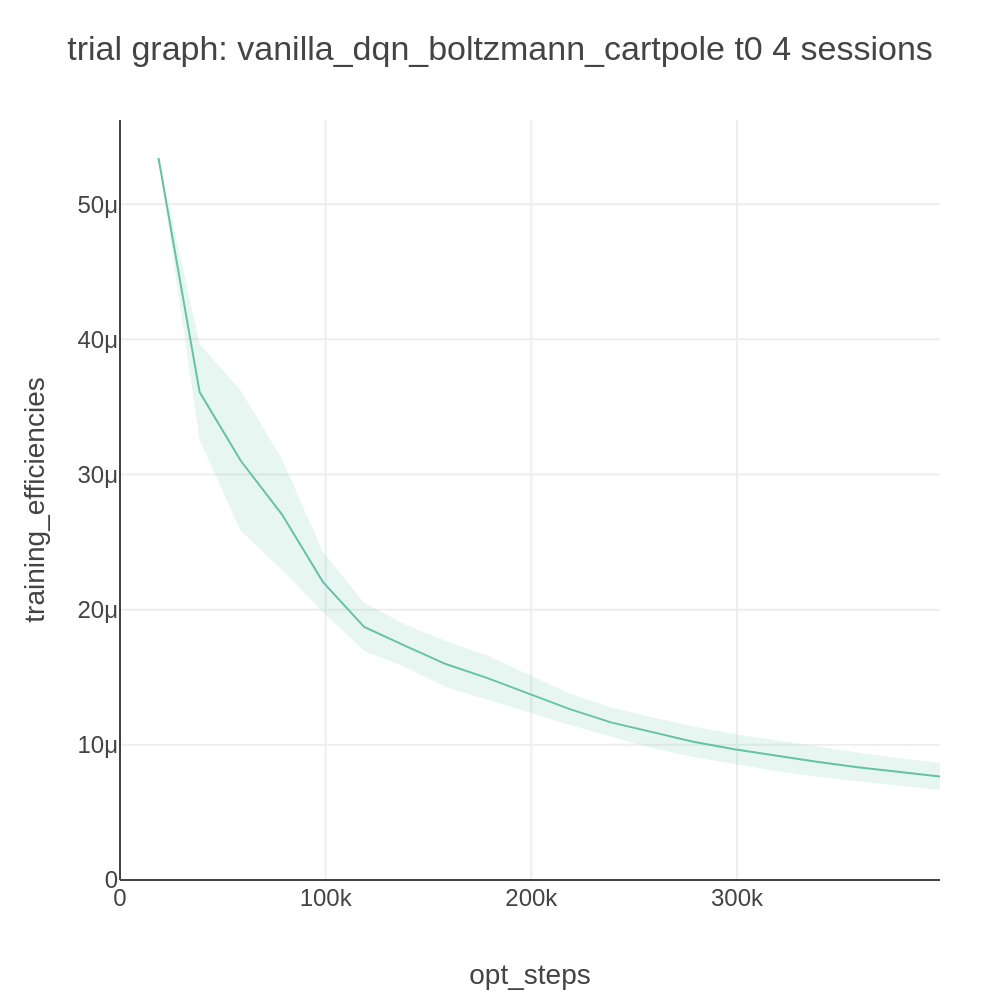 trial graph: vanilla_dqn_boltzmann_cartpole t0 4 sessions
training_efficiencies
50μ
40μ
30μ
20μ
10μ
0
0
100k
200k
300k
opt_steps